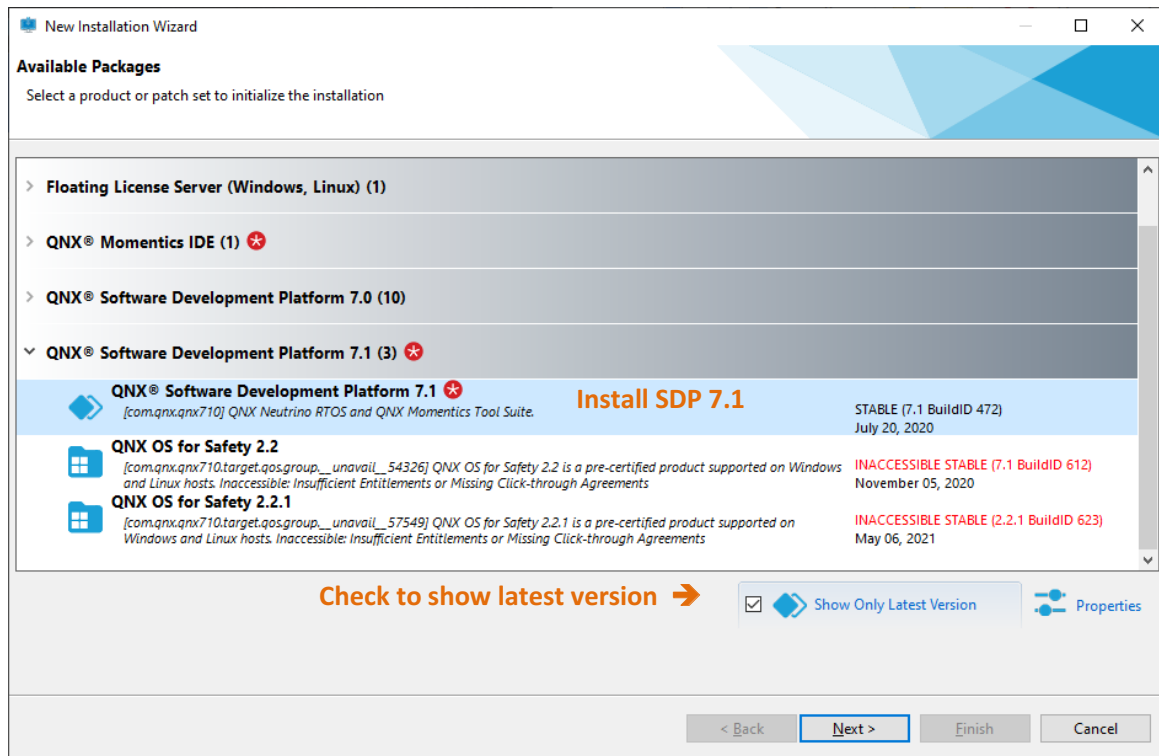 New Installation Wizard
Available Packages
Select a product or patch set to initialize the installation
Floating License Server (Windows, Linux) (1)
QNX® Momentics IDE (1)
QNX® Software Development Platform 7.0 (10)
QNX® Software Development Platform 7.1 (3)
QNX® Software Development Platform 7.1
[com.qnx.qnx710] QNX Neutrino RTOS and QNX Momentics Tool Suite.
Install SDP 7.1
STABLE (7.1 BuildID 472)
July 20, 2020
QNX OS for Safety 2.2
[com.qnx.qnx710.target.qos.group.__unavail__54326] QNX OS for Safety 2.2 is a pre-certified product supported on Windows
and Linux hosts. Inaccessible: Insufficient Entitlements or Missing Click-through Agreements
INACCESSIBLE STABLE (7.1 BuildID 612)
November 05, 2020
QNX OS for Safety 2.2.1
[com.qnx.qnx710.target.qos.group.__unavail__57549] QNX OS for Safety 2.2.1 is a pre-certified product supported on
Windows and Linux hosts. Inaccessible: Insufficient Entitlements or Missing Click-through Agreements
INACCESSIBLE STABLE (2.2.1 BuildID 623)
May 06, 2021
Check to show latest version ➔
Show Only Latest Version
Properties
< Back
Next >
Finish
Cancel